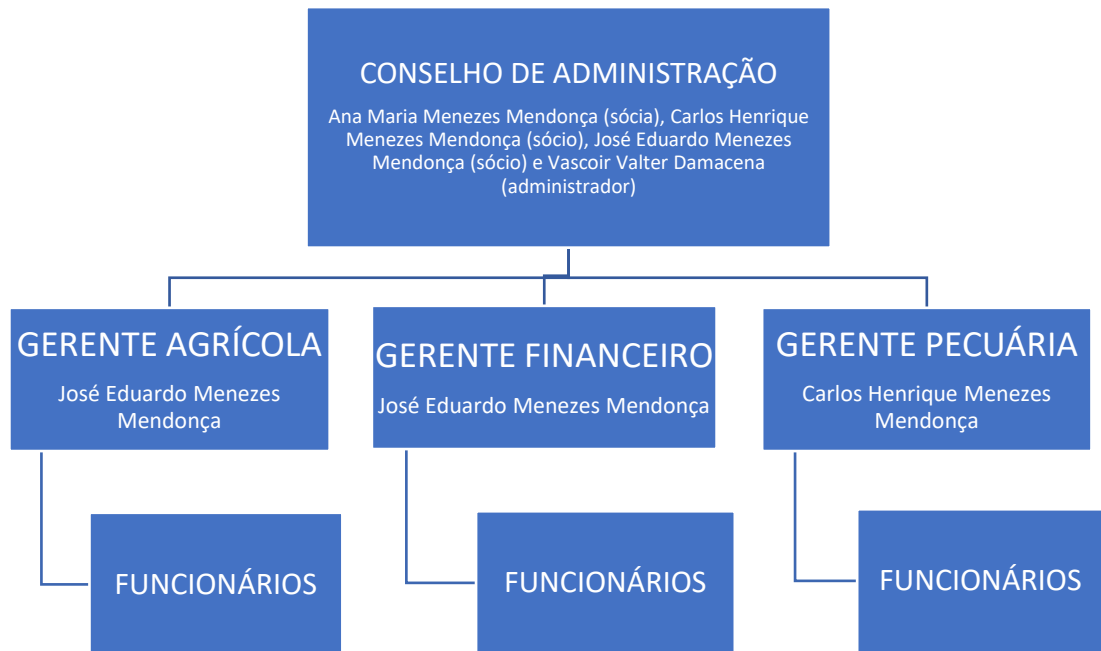 CONSELHO DE ADMINISTRAÇÃO
Ana Maria Menezes Mendonça (sócia), Carlos Henrique
Menezes Mendonça (sócio), José Eduardo Menezes
Mendonça (sócio) e Vascoir Valter Damacena
(administrador)
GERENTE AGRÍCOLA
José Eduardo Menezes
Mendonça
GERENTE FINANCEIRO
José Eduardo Menezes Mendonça
GERENTE PECUÁRIA
Carlos Henrique Menezes
Mendonça
FUNCIONÁRIOS
FUNCIONÁRIOS
FUNCIONÁRIOS